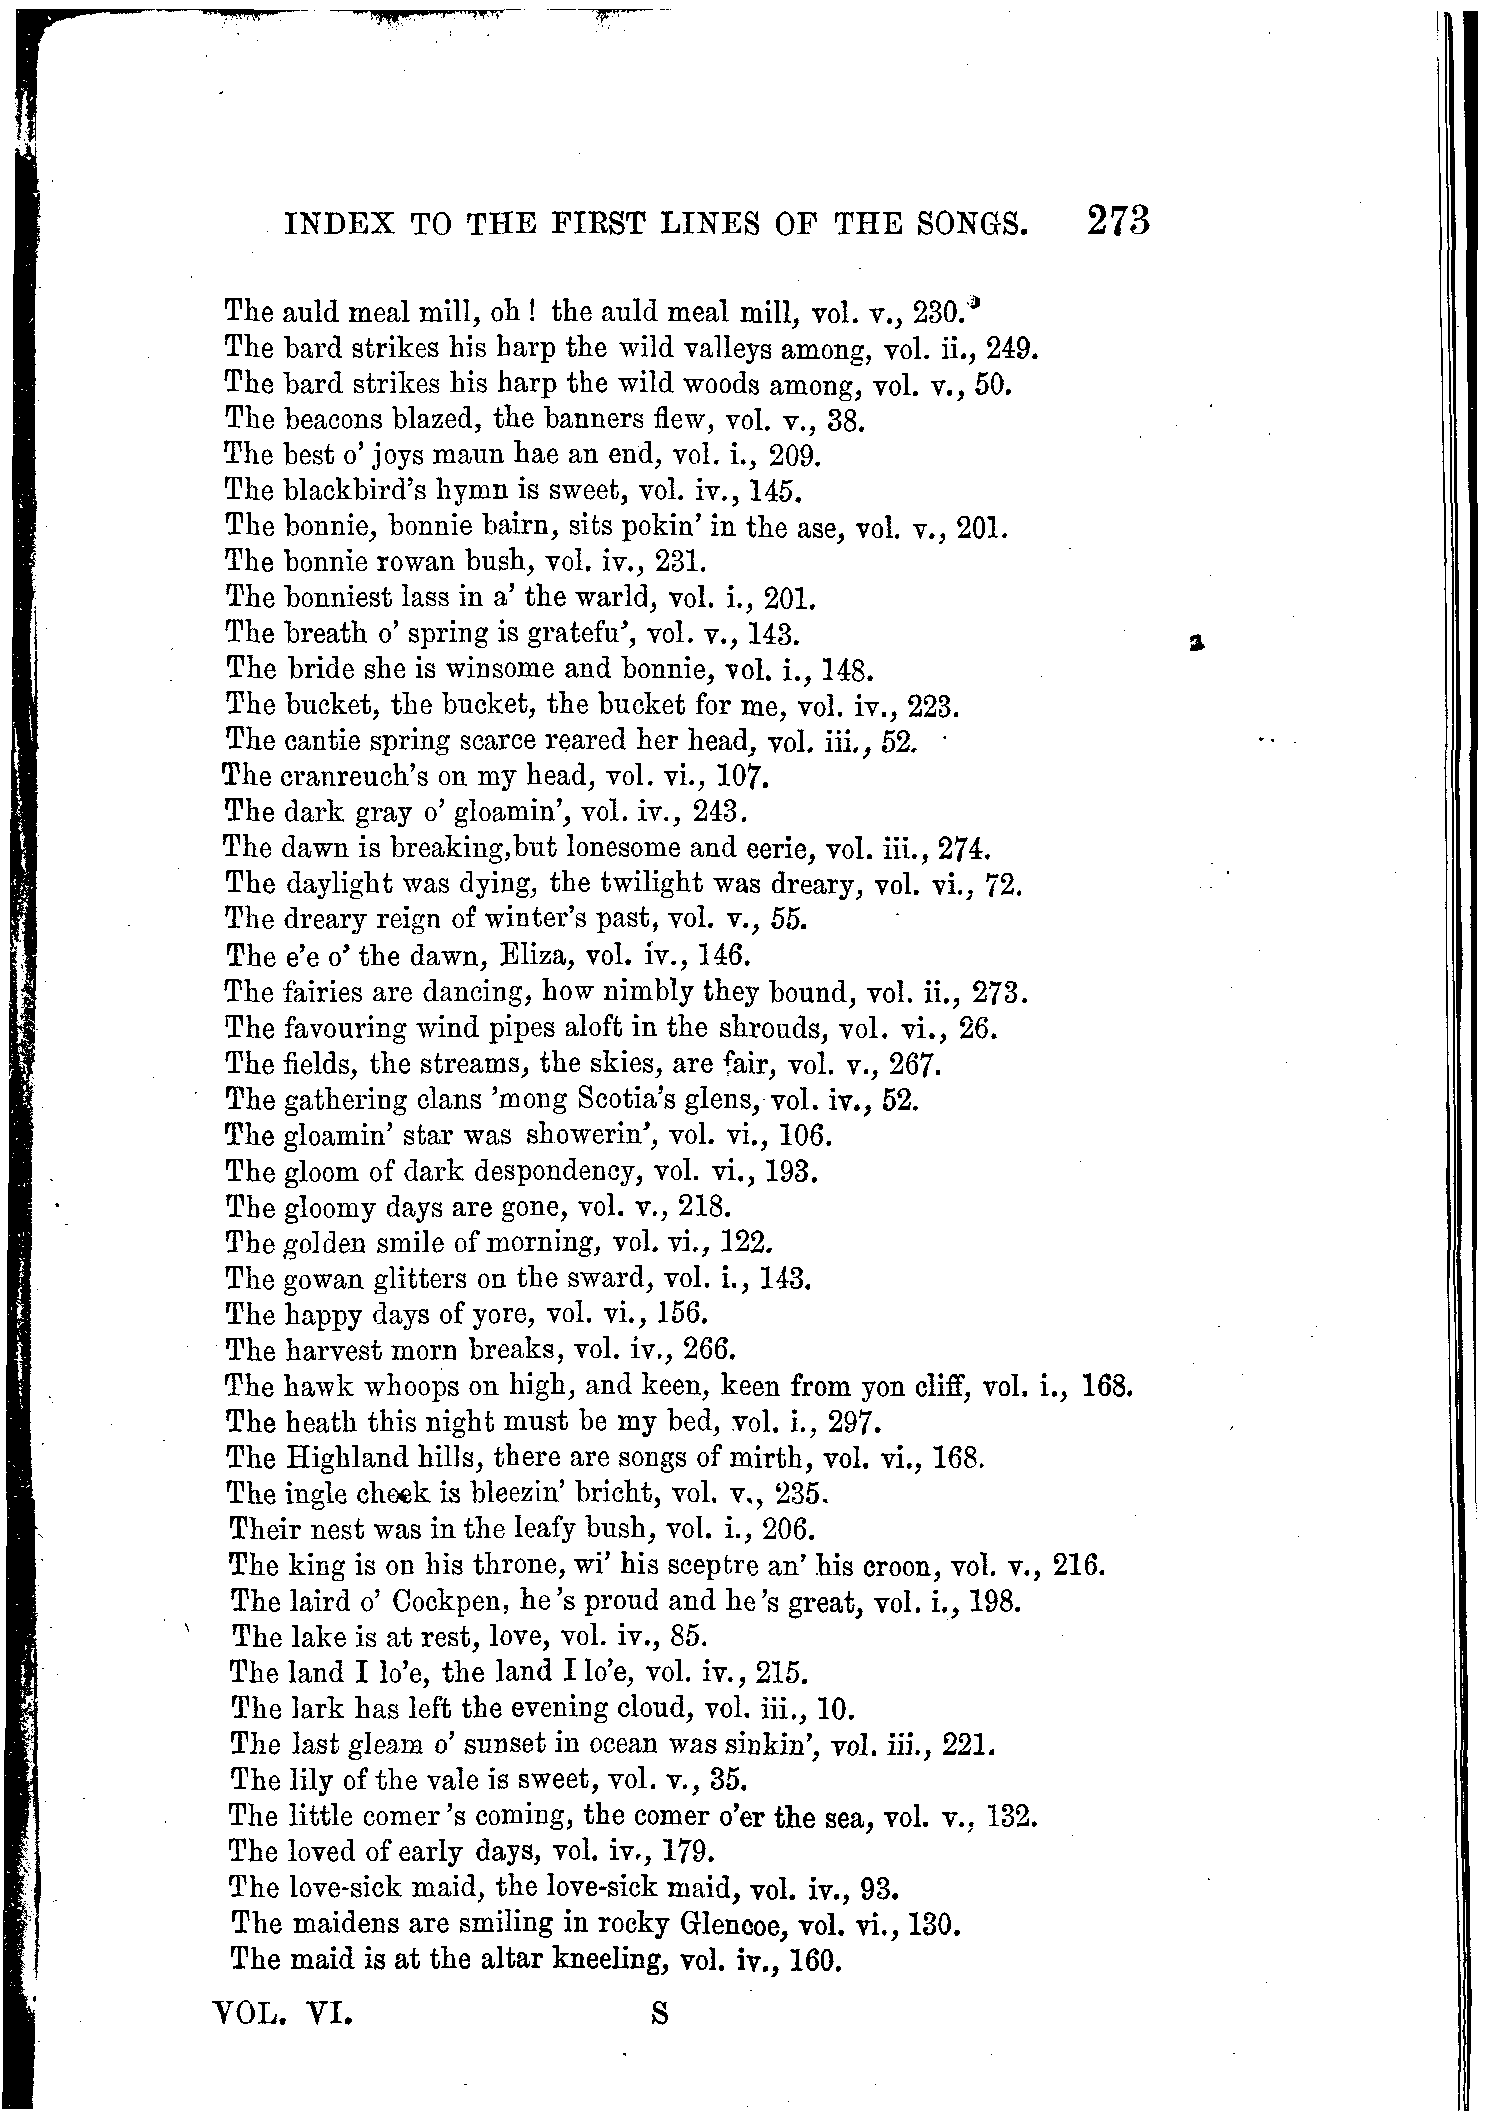 INDEX TO THE FIRST LINES OF THE SONGS. 273
The auld meal mill, oh! the auld meal mill, vol. v., 230.
The bard strikes his harp the wild valleys among, vol. ii., 249.
The bard strikes his harp the wild woods among, vol. v., 50.
The beacons blazed, the banners flew, vol. v., 38.
The best o' joys maun hae an end, vol. i., 209.
The blackbird's hymn is sweet, vol. iv., 145.
The bonnie, bonnie bairn, sits pokin' in the ase, vol. v., 201.
The bonnie rowan bush, vol. iv., 231.
The bonniest lass in a' the warld, vol. i., 201.
The breath o' spring is gratefu', vol. v., 143.
The bride she is winsome and bonnie, vol. i., 148.
The bucket, the bucket, the bucket for me, vol. iv., 223.
The cantie spring scarce reared her head, vol. iii., 52.
The cranreuch's on my head, vol. vi., 107.
The dark gray o' gloamin', vol. iv., 243.
The dawn is breaking,but lonesome and eerie, vol. iii., 274.
The daylight was dying, the twilight was dreary, vol. vi., 72.
The dreary reign of winter's past, vol. v., 55.
The e'e o' the dawn, Eliza, vol. iv., 146.
The fairies are dancing, how nimbly they bound, vol. ii., 273.
The favouring wind pipes aloft in the shrouds, vol. vi., 26.
The fields, the streams, the skies, are fair, vol. v., 267.
The gathering clans 'mong Scotia's glens, vol. iv., 52.
The gloamin' star was showerin', vol. vi., 106.
The gloom of dark despondency, vol. vi., 193.
The gloomy days are gone, vol. v., 218.
The golden smile of morning, vol. vi., 122.
The gowan glitters on the sward, vol. i., 143.
The happy days of yore, vol. vi., 156.
The harvest morn breaks, vol. iv., 266.
The hawk whoops on high, and keen, keen from yon cliff, vol. i., 168.
The heath this night must be my bed, vol. i., 297.
The Highland hills, there are songs of mirth, vol. vi., 168.
The ingle cheek is bleezin' bricht, vol. v., 235.
Their nest was in the leafy bush, vol. i., 206.
The king is on his throne, wi' his sceptre an' his croon, vol. v., 216.
The laird o' Cockpen, he's proud and he's great, vol. i., 198.
The lake is at rest, love, vol. iv., 85.
The land I lo'e, the land I lo'e, vol. iv., 215.
The lark has left the evening cloud, vol. iii., 10.
The last gleam o' sunset in ocean was sinkin', vol. iii., 221.
The lily of the vale is sweet, vol. v., 35.
The little comer's coming, the comer o'er the sea, vol. v., 132.
The loved of early days, vol. iv., 179.
The love-sick maid, the love-sick maid, vol. iv., 93.
The maidens are smiling in rocky Glencoe, vol. vi., 130.
The maid is at the altar kneeling, vol. iv., 160.
VOL. VI. S